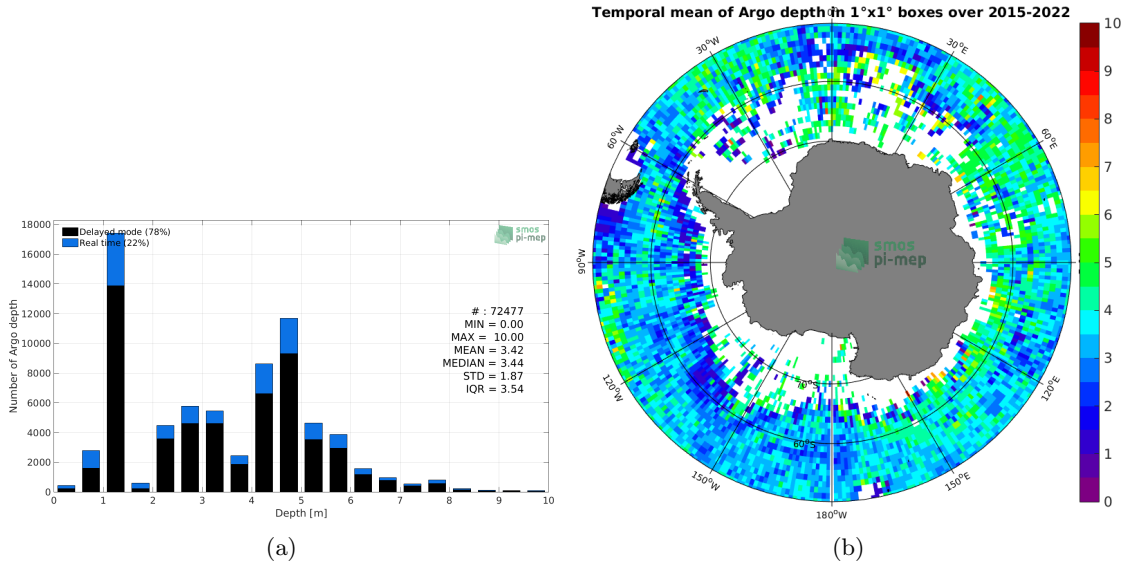 Temporal mean of Argo depth in 1°x1° boxes over 2015-2022
18000
16000
14000
12000
10000
8000
6000
4000
2000
0
Number of Argo depth
Delayed mode (78%)
Real time (22%)
smos
pi-mep
# : 72477
MIN = 0.00
MAX = 10.00
MEAN = 3.42
MEDIAN = 3.44
STD = 1.87
IQR = 3.54
0 1 2 3 4 5 6 7 8 9 10
Depth [m]
(a)
0°
30°E
60°E
120°E
150°E
180°W
150°W
120°W
90°W
60°W
30°W
60°S
70°S
smos
pi-mep
10
9
8
7
6
5
4
3
2
1
0
(b)